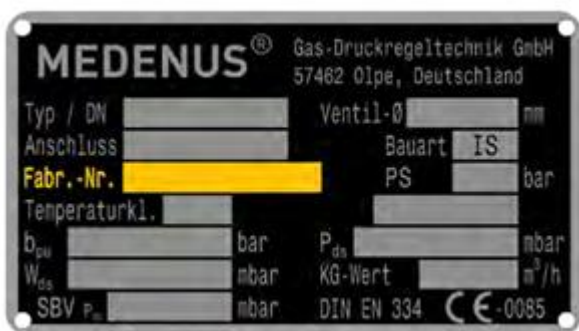 MEDENUS® Gas-Druckregeltechnik GmbH
57462 Olpe, Deutschland
Typ / DN Ventil-Ø mm
Anschluss Bauart IS
Fabr.-Nr. PS bar
Temperaturkl.
bpu bar Pds mbar
Wds mbar KG-Wert m³/h
SBV Pm mbar DIN EN 334 CE-0085